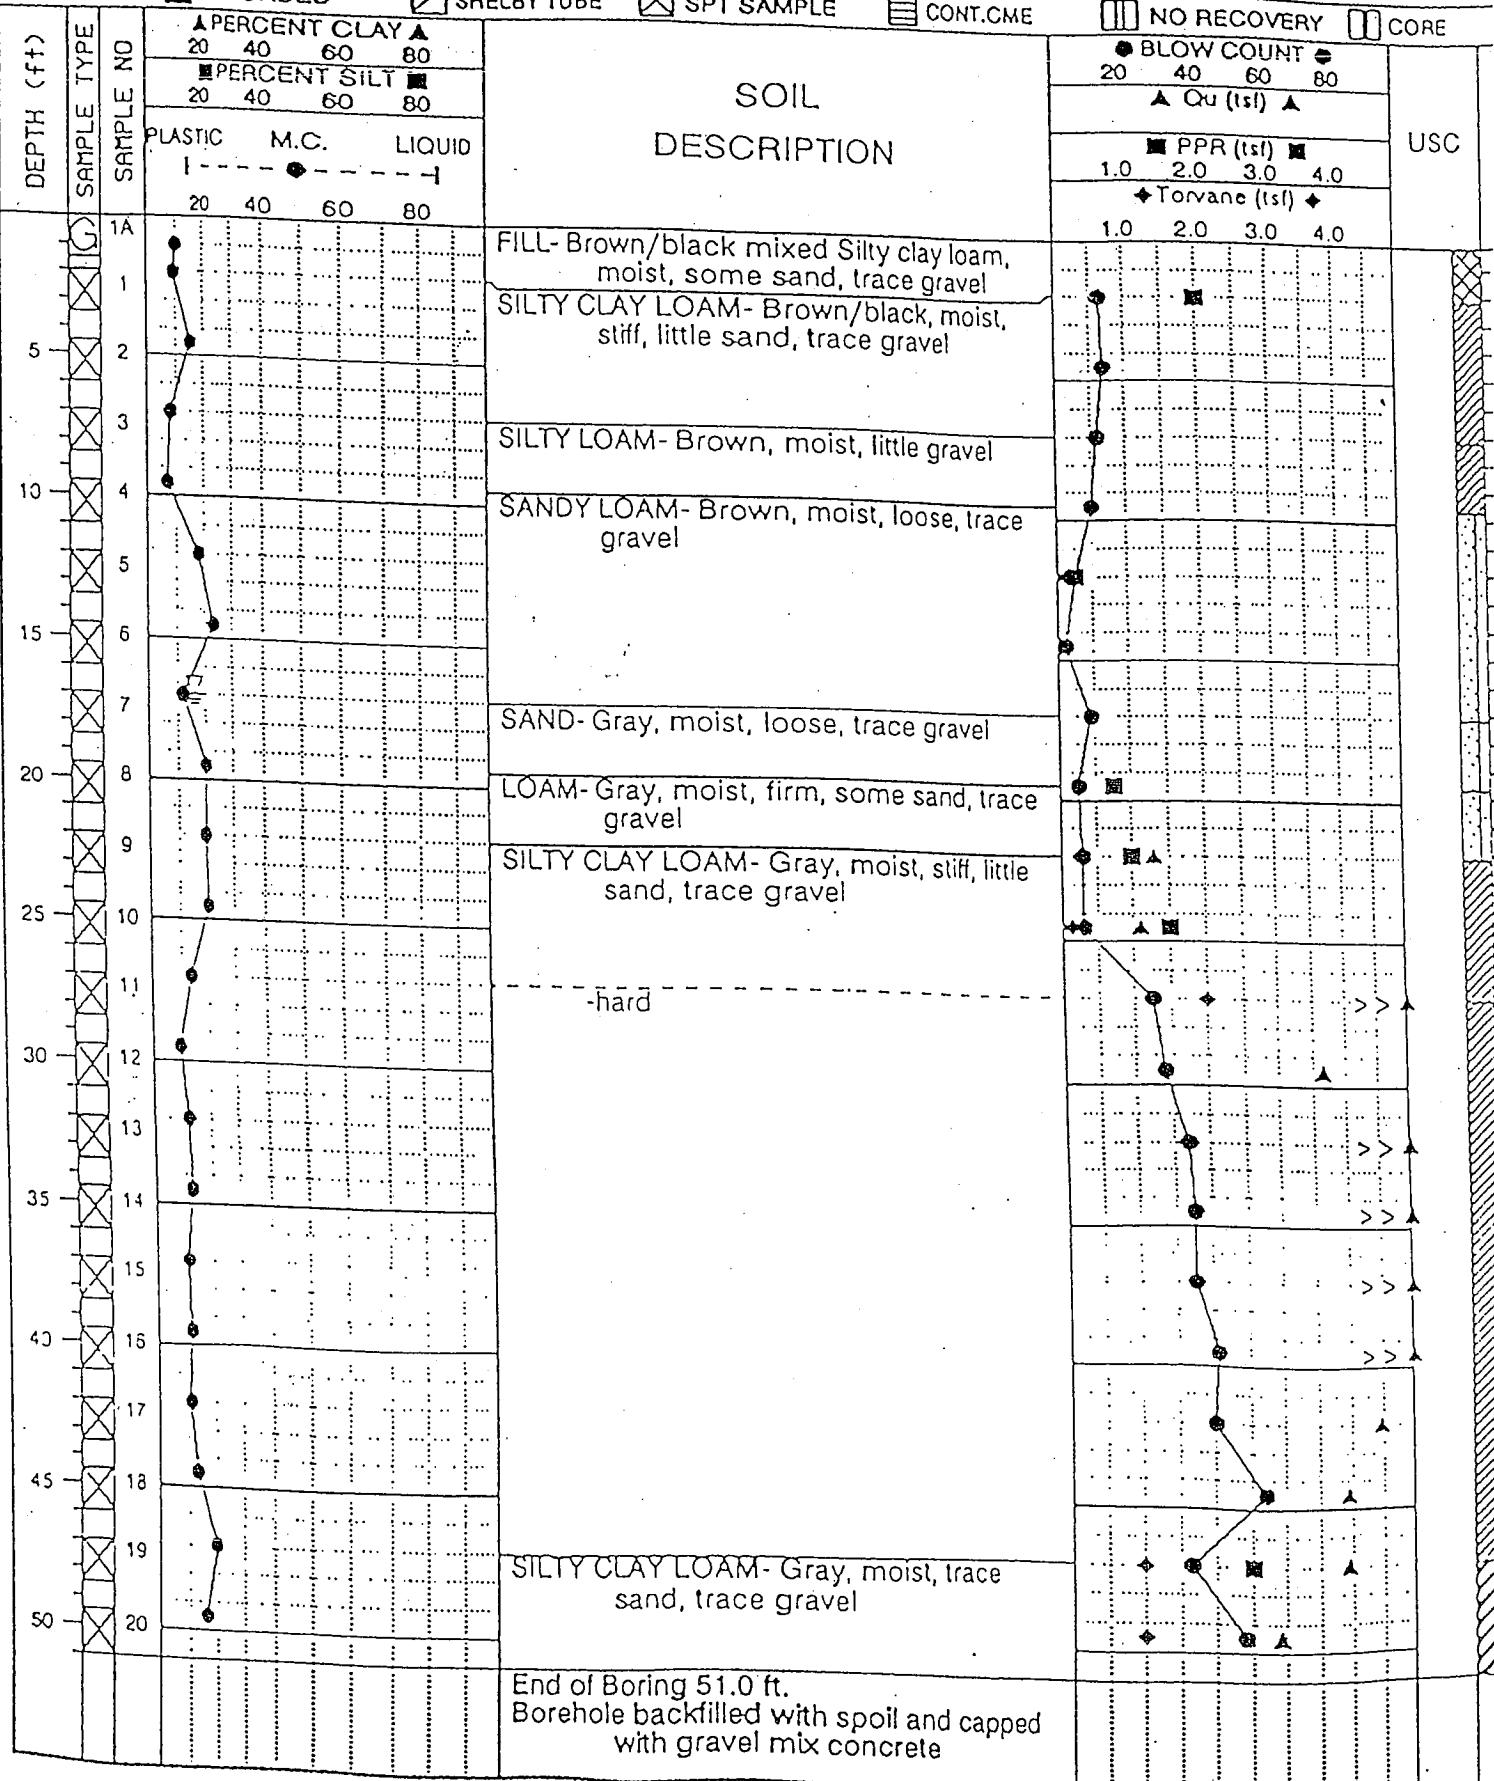 SHELBY TUBE SPT SAMPLE CONT.CME NO RECOVERY CORE
DEPTH (ft)
SAMPLE TYPE
SAMPLE NO
PERCENT CLAY
20 40 60 80
PERCENT SILT
20 40 60 80
PLASTIC M.C. LIQUID
20 40 60 80
SOIL
DESCRIPTION
BLOW COUNT
20 40 60 80
Qu (tsf)
PPR (tsf)
1.0 2.0 3.0 4.0
Torvane (tsf)
1.0 2.0 3.0 4.0
USC
G 1A
FILL- Brown/black mixed Silty clay loam,
moist, some sand, trace gravel
1
SILTY CLAY LOAM- Brown/black, moist,
stiff, little sand, trace gravel
5 2
3
SILTY LOAM- Brown, moist, little gravel
10 4
SANDY LOAM- Brown, moist, loose, trace
gravel
5
15 6
7
SAND- Gray, moist, loose, trace gravel
20 8
LOAM- Gray, moist, firm, some sand, trace
gravel
9
SILTY CLAY LOAM- Gray, moist, stiff, little
sand, trace gravel
25 10
11
-hard
>>
30 12
13
>>
35 14
>>
15
>>
40 16
>>
17
45 18
19
SILTY CLAY LOAM- Gray, moist, trace
sand, trace gravel
50 20
End of Boring 51.0 ft.
Borehole backfilled with spoil and capped
with gravel mix concrete